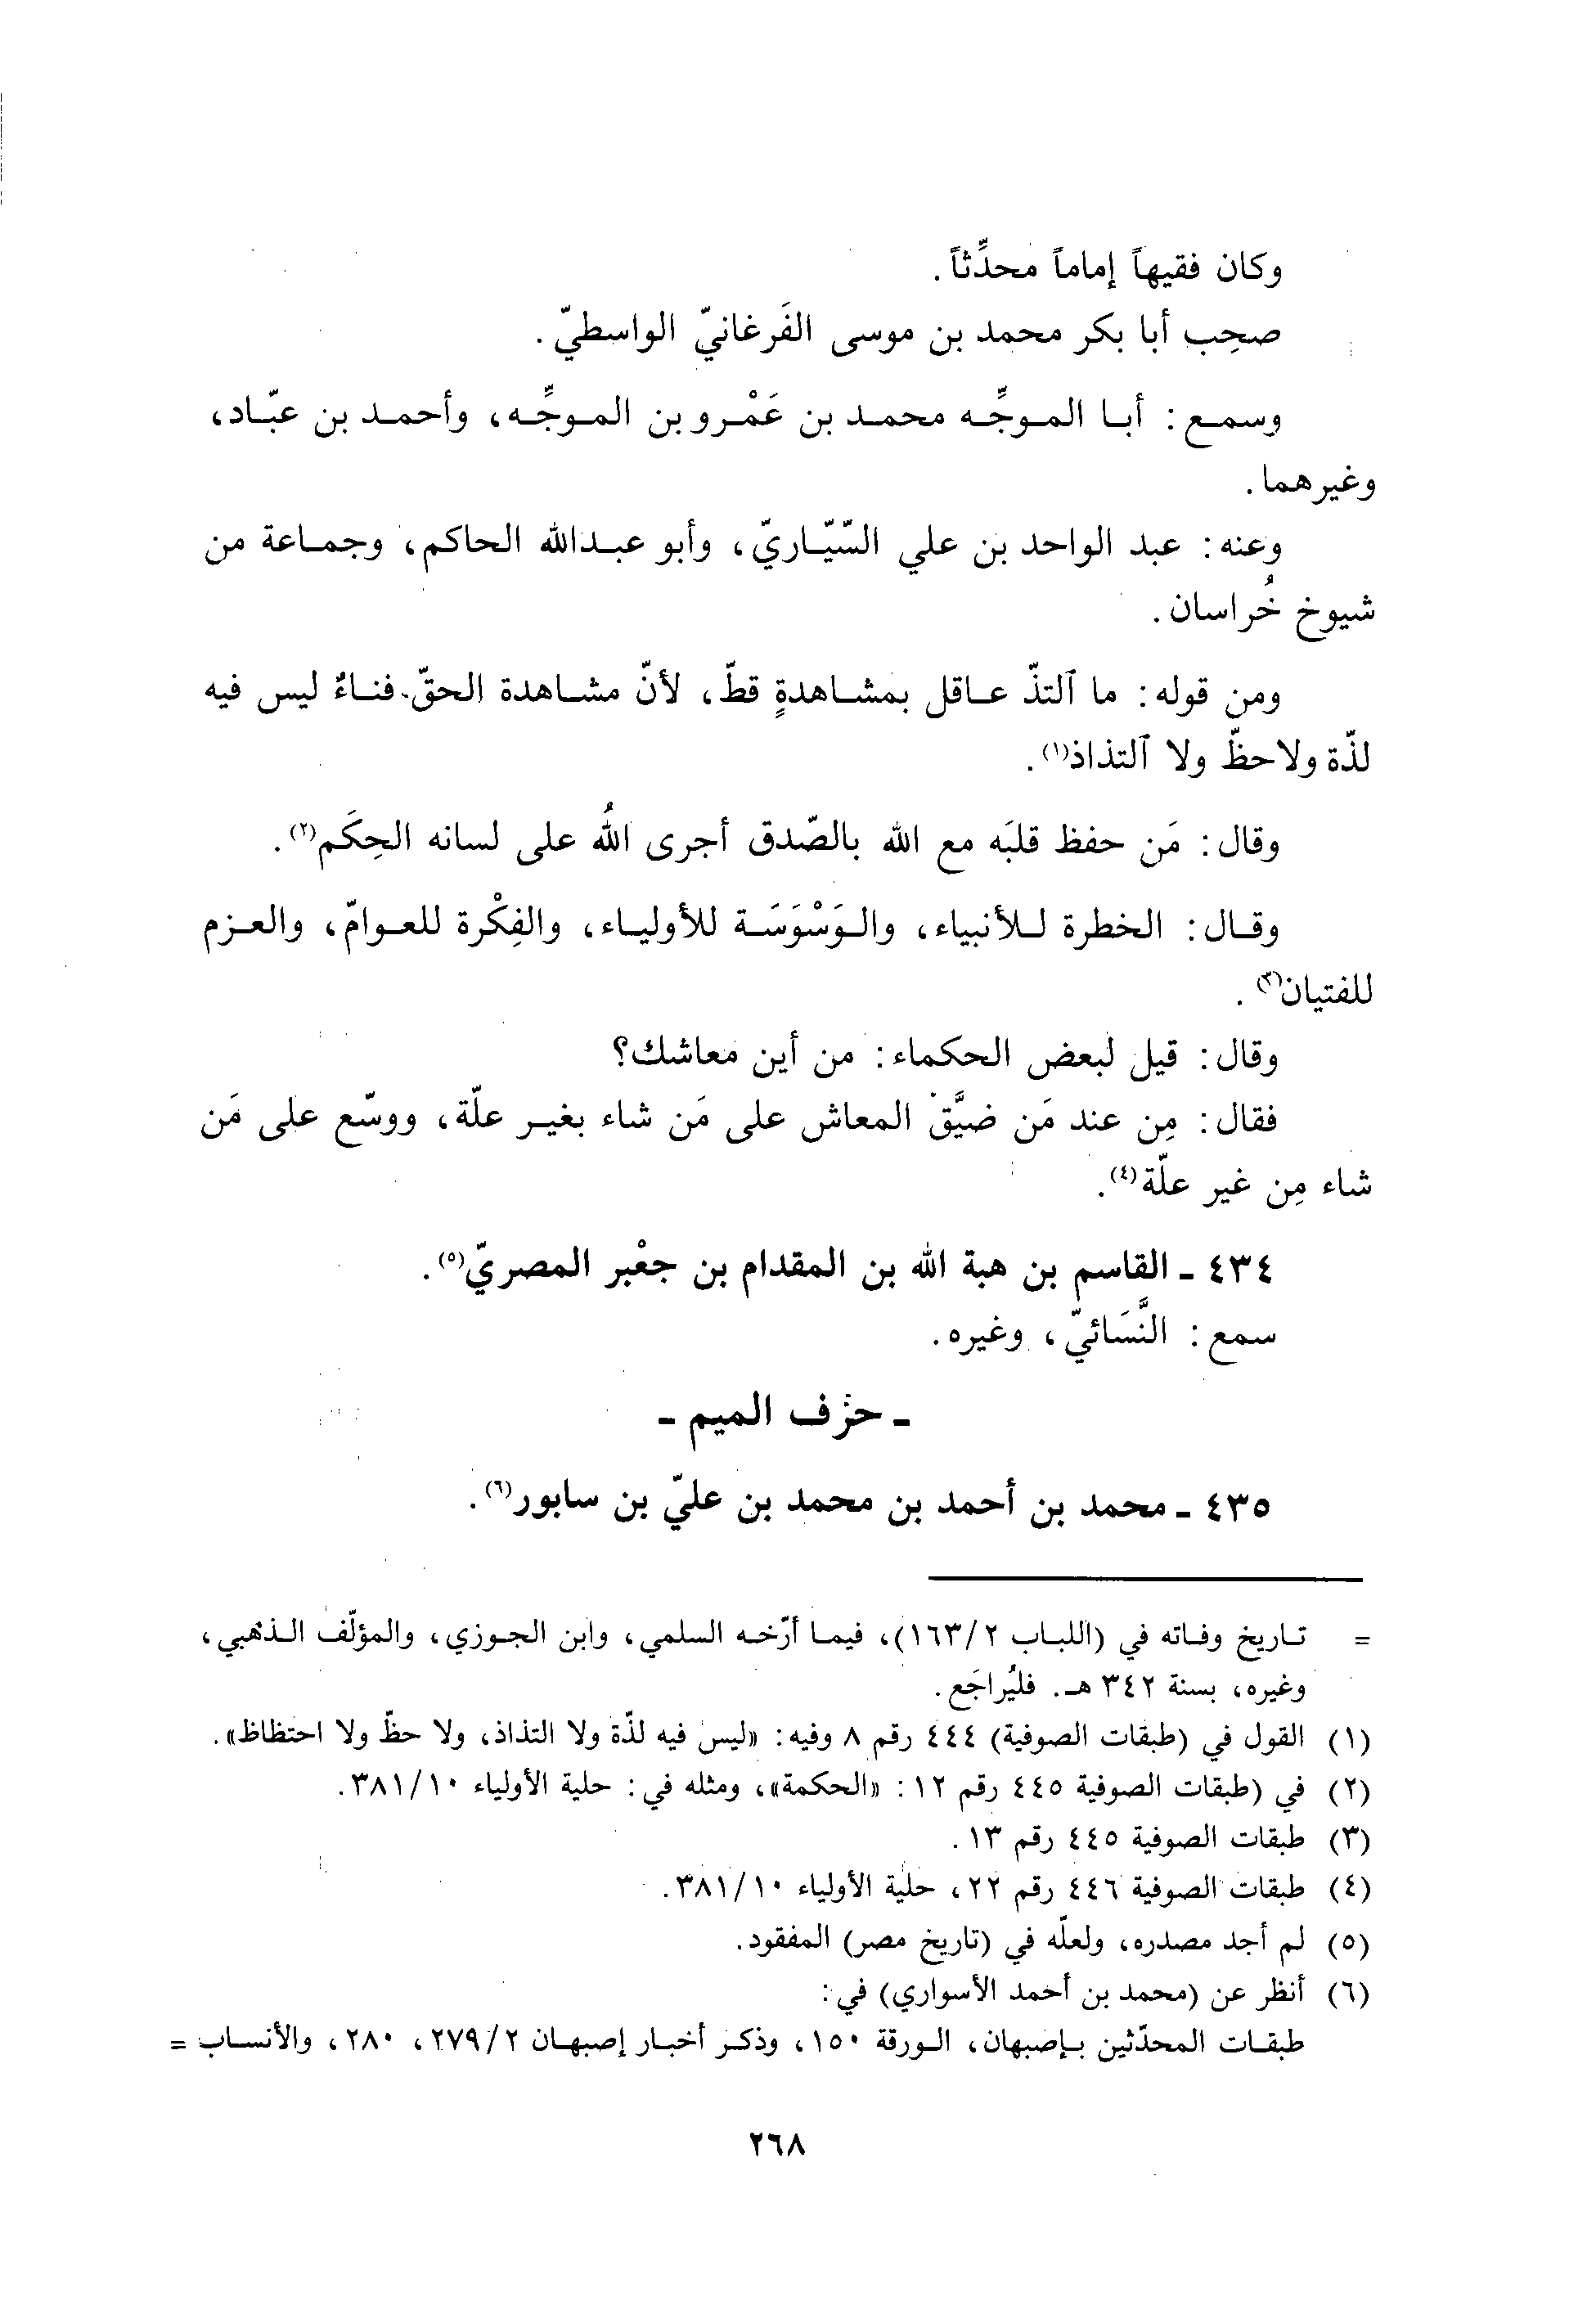 وكان فقيهاً إماماً محدِّثاً.
صحِب أبا بكر محمد بن موسى الفَرغانيّ الواسطيّ.
وسمع: أبا الموجِّه محمد بن عَمْرو بن الموجِّه، وأحمد بن عبّاد،
وغيرهما.
وعنه: عبد الواحد بن علي السّيّاريّ، وأبو عبدالله الحاكم، وجماعة من
شيوخ خُراسان.
ومن قوله: ما ٱلتذّ عاقل بمشاهدةٍ قطّ، لأنّ مشاهدة الحقّ فناءٌ ليس فيه
لذّة ولاحظّ ولا ٱلتذاذ(١).
وقال: مَن حفظ قلبَه مع الله بالصّدق أجرى اللهُ على لسانه الحِكَم(٢).
وقال: الخطرة للأنبياء، والوَسْوَسَة للأولياء، والفِكْرة للعوامّ، والعزم
للفتيان(٣).
وقال: قيل لبعض الحكماء: من أين معاشك؟
فقال: مِن عند مَن ضيَّق المعاش على مَن شاء بغير علّة، ووسّع على مَن
شاء مِن غير علّة(٤).
٤٣٤ - القاسم بن هبة الله بن المقدام بن جعْبر المصريّ(٥).
سمع: النَّسَائيّ، وغيره.
- حرْف الميم -
٤٣٥ - محمد بن أحمد بن محمد بن عليّ بن سابور(٦).
= تاريخ وفاته في (اللباب ١٦٣/٢)، فيما أرّخه السلمي، وابن الجوزي، والمؤلّف الذهبي،
وغيره، بسنة ٣٤٢ هـ. فليُراجَع.
(١) القول في (طبقات الصوفية) ٤٤٤ رقم ٨ وفيه: «ليس فيه لذّة ولا التذاذ، ولا حظّ ولا احتظاظ».
(٢) في (طبقات الصوفية ٤٤٥ رقم ١٢: «الحكمة»، ومثله في: حلية الأولياء ٣٨١/١٠.
(٣) طبقات الصوفية ٤٤٥ رقم ١٣.
(٤) طبقات الصوفية ٤٤٦ رقم ٢٢، حلية الأولياء ٣٨١/١٠.
(٥) لم أجد مصدره، ولعلّه في (تاريخ مصر) المفقود.
(٦) أنظر عن (محمد بن أحمد الأسواري) في:
طبقات المحدّثين بإصبهان، الورقة ١٥٠، وذكر أخبار إصبهان ٢٧٩/٢، ٢٨٠، والأنساب =
٢٦٨